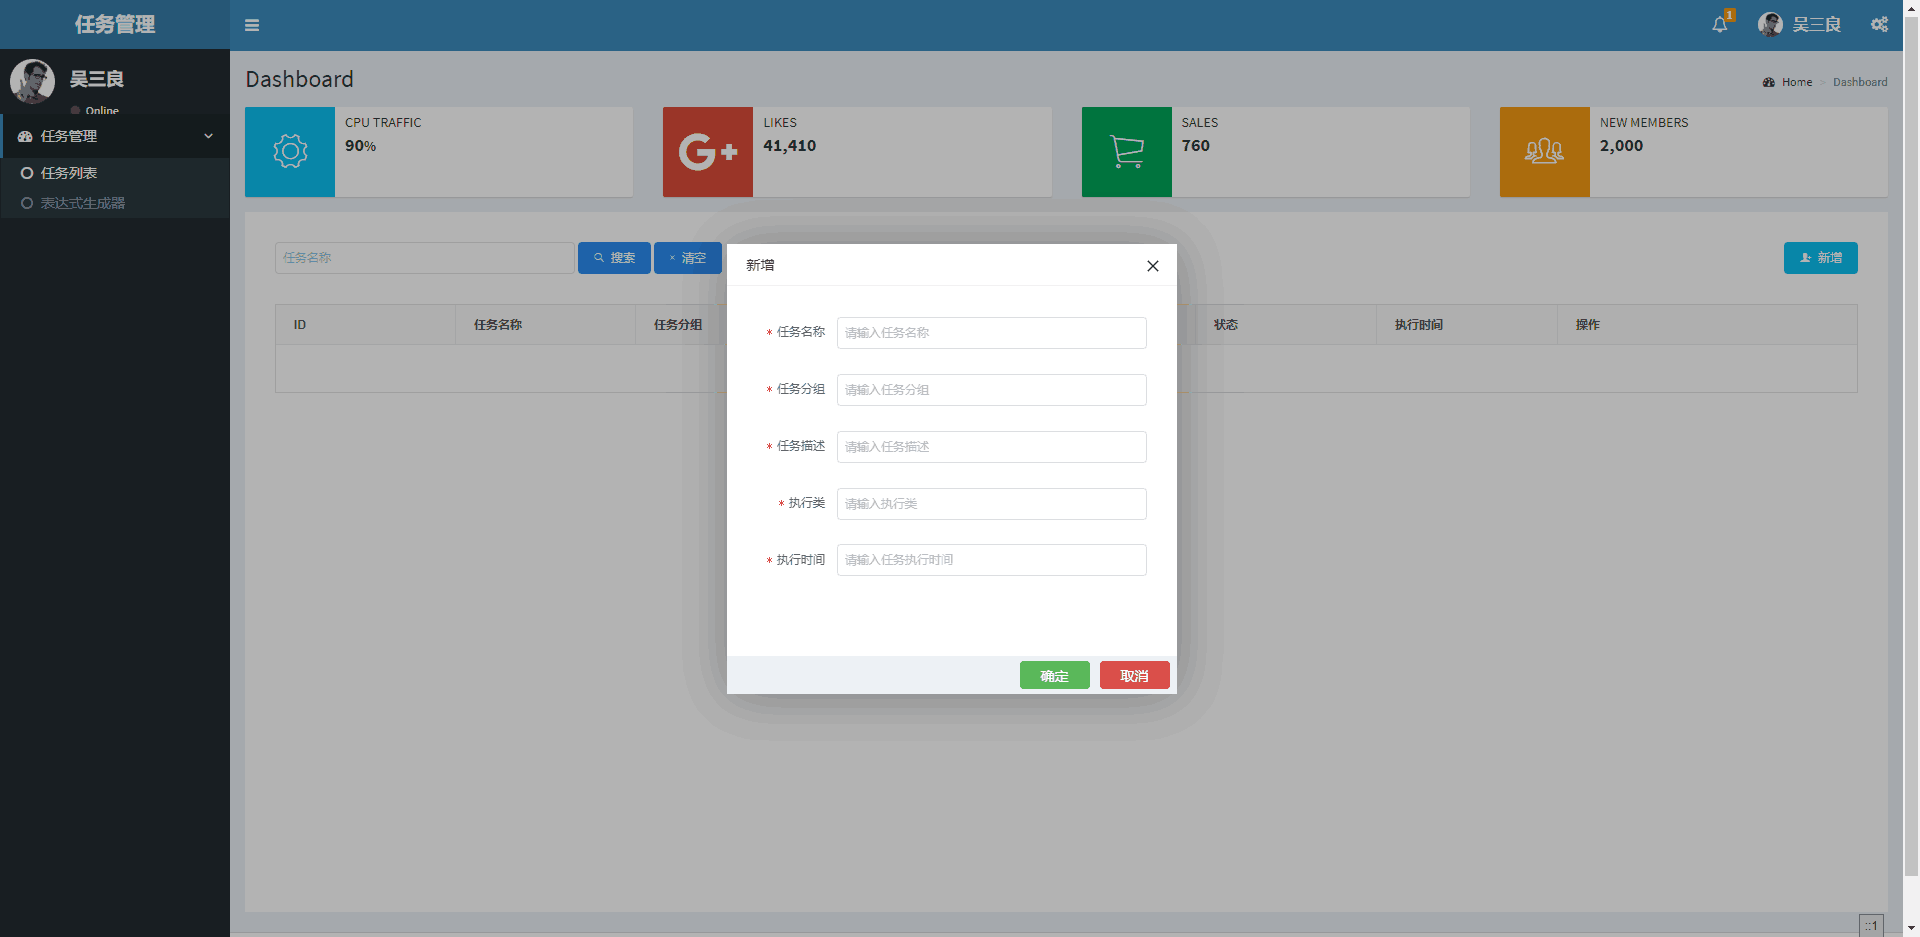 任务管理
1
吴三良
吴三良
Online
任务管理
任务列表
表达式生成器
Dashboard
Home > Dashboard
CPU TRAFFIC
90%
LIKES
41,410
SALES
760
NEW MEMBERS
2,000
任务名称
搜索
× 清空
新增
ID
任务名称
任务分组
状态
执行时间
操作
新增
* 任务名称 请输入任务名称
* 任务分组 请输入任务分组
* 任务描述 请输入任务描述
* 执行类 请输入执行类
* 执行时间 请输入任务执行时间
确定
取消
::1